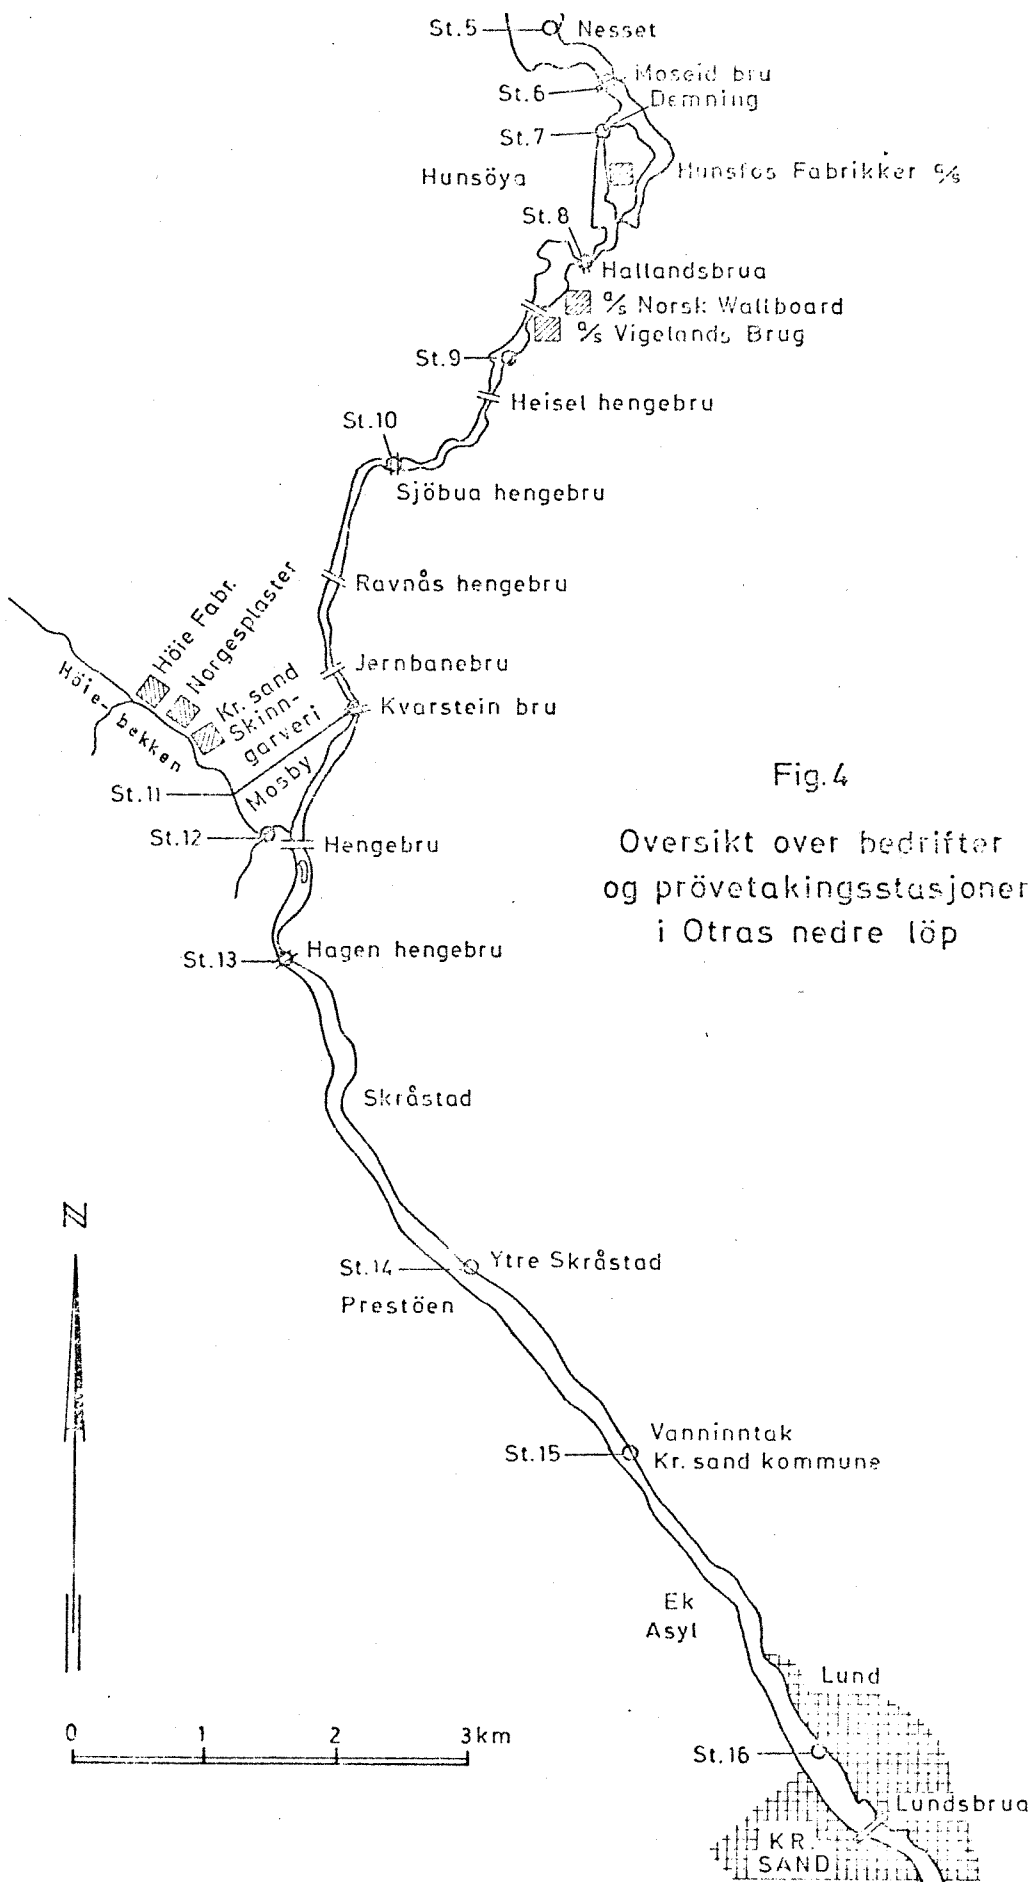 St.5
Nesset
Moseid bru
St.6
Demning
St.7
Hunsöya
Hunsfos Fabrikker a/s
St.8
Hallandsbrua
a/s Norsk Wallboard
a/s Vigelands Brug
St.9
Heisel hengebru
St.10
Sjöbua hengebru
Ravnås hengebru
Höie Fabr.
Norgesplaster
Kr. sand
Skinn-
garveri
Jernbanebru
Kvarstein bru
Höie-
bekken
Mosby
St.11
St.12
Hengebru
Fig.4
Oversikt over bedrifter
og prövetakingsstasjoner
i Otras nedre löp
St.13
Hagen hengebru
Skråstad
N
St.14
Ytre Skråstad
Prestöen
St.15
Vanninntak
Kr. sand kommune
Ek
Asyl
Lund
0 1 2 3 km
St.16
Lundsbrua
KR.
SAND